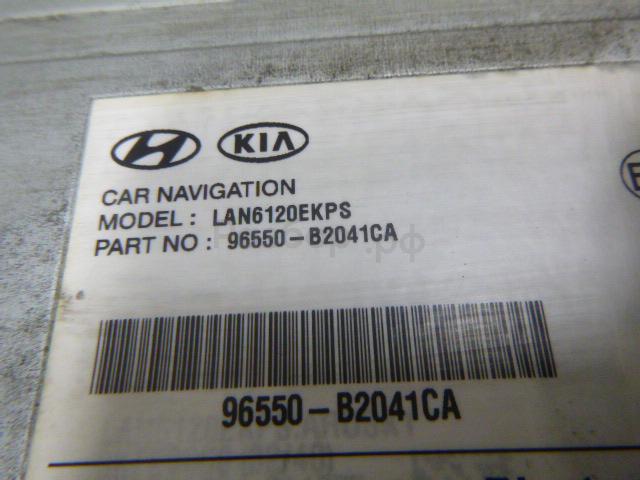 KIA
CAR NAVIGATION
MODEL : LAN6120EKPS
PART NO : 96550-B2041CA
96550-B2041CA